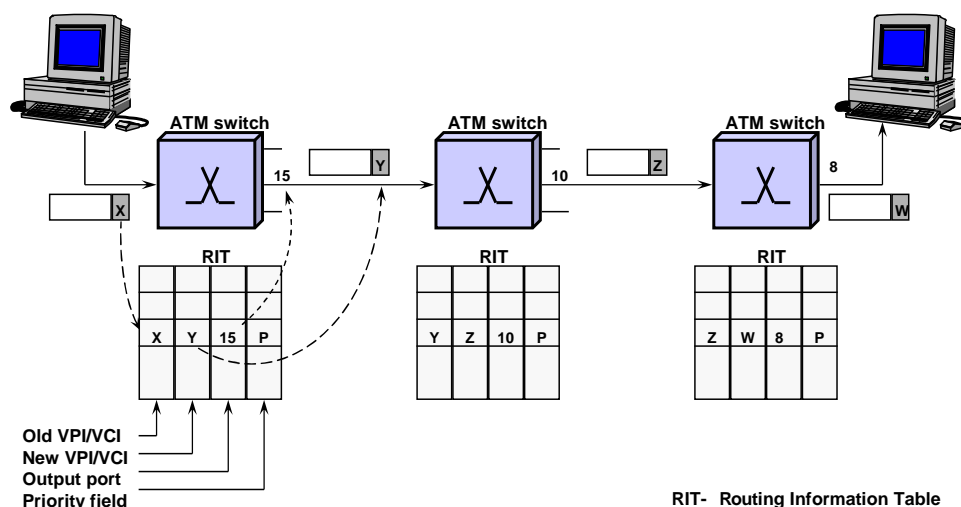 ATM switch ATM switch ATM switch
15 Y 10 Z 8
X W
RIT RIT RIT
X Y 15 P Y Z 10 P Z W 8 P
Old VPI/VCI
New VPI/VCI
Output port
Priority field
RIT- Routing Information Table